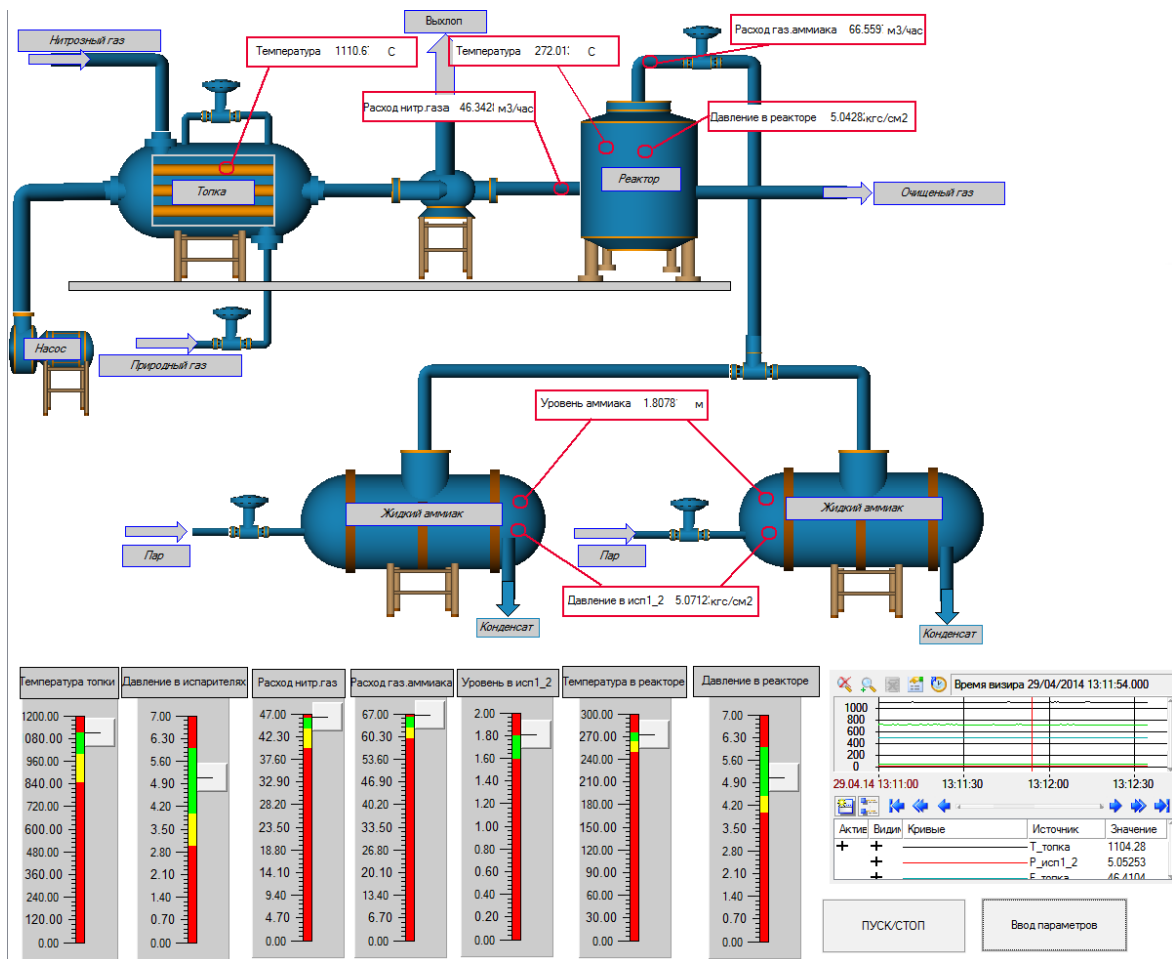 Нитрозный газ
Выхлоп
Расход газ.аммиака 66.559 м3/час
Температура 1110.6 С
Температура 272.01 С
Расход нитр.газа 46.342 м3/час
Давление в реакторе 5.0428 кгс/см2
Топка
Реактор
Очищеный газ
Насос
Природный газ
Уровень аммиака 1.8078 м
Жидкий аммиак
Жидкий аммиак
Пар
Пар
Давление в исп1_2 5.0712 кгс/см2
Конденсат
Конденсат
Температура топки
1200.00
1080.00
960.00
840.00
720.00
600.00
480.00
360.00
240.00
120.00
0.00
Давление в испарителях
7.00
6.30
5.60
4.90
4.20
3.50
2.80
2.10
1.40
0.70
0.00
Расход нитр.газ
47.00
42.30
37.60
32.90
28.20
23.50
18.80
14.10
9.40
4.70
0.00
Расход газ.аммиака
67.00
60.30
53.60
46.90
40.20
33.50
26.80
20.10
13.40
6.70
0.00
Уровень в исп1_2
2.00
1.80
1.60
1.40
1.20
1.00
0.80
0.60
0.40
0.20
0.00
Температура в реакторе
300.00
270.00
240.00
210.00
180.00
150.00
120.00
90.00
60.00
30.00
0.00
Давление в реакторе
7.00
6.30
5.60
4.90
4.20
3.50
2.80
2.10
1.40
0.70
0.00
Время визира 29/04/2014 13:11:54.000
1000
800
600
400
200
0
29.04.14 13:11:00 13:11:30 13:12:00 13:12:30
Актив Видим Кривые Источник Значение
+ + Т_топка 1104.28
+ Р_исп1_2 5.05253
+ F_топка 46.4104
ПУСК/СТОП
Ввод параметров